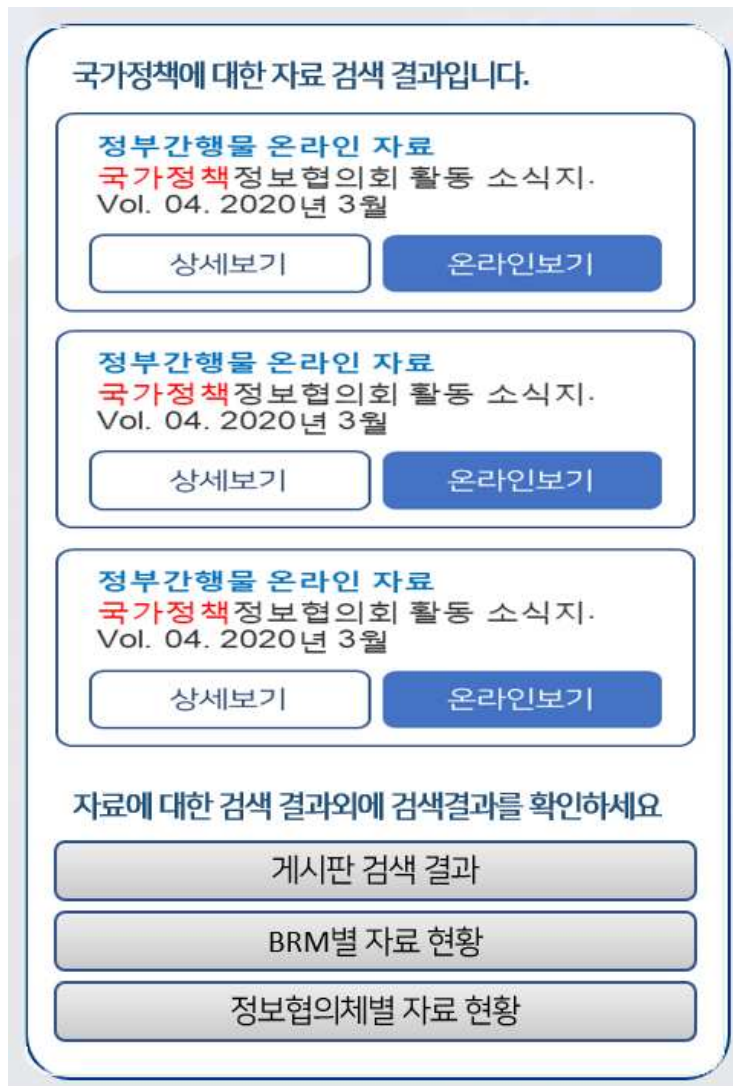 국가정책에 대한 자료 검색 결과입니다.
정부간행물 온라인 자료
국가정책정보협의회 활동 소식지.
Vol. 04. 2020년 3월
상세보기 온라인보기
정부간행물 온라인 자료
국가정책정보협의회 활동 소식지.
Vol. 04. 2020년 3월
상세보기 온라인보기
정부간행물 온라인 자료
국가정책정보협의회 활동 소식지.
Vol. 04. 2020년 3월
상세보기 온라인보기
자료에 대한 검색 결과외에 검색결과를 확인하세요
게시판 검색 결과
BRM별 자료 현황
정보협의체별 자료 현황